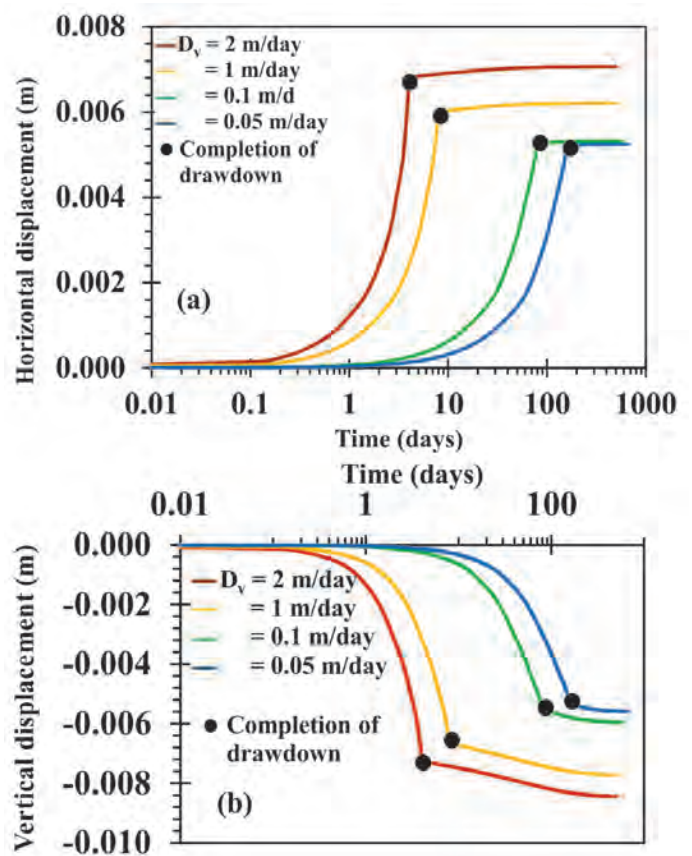 0.008
D_v = 2 m/day
= 1 m/day
0.006
= 0.1 m/d
= 0.05 m/day
Completion of
drawdown
0.004
Horizontal displacement (m)
0.002
(a)
0.000
0.01 0.1 1 10 100 1000
Time (days)
Time (days)
0.01 1 100
0.000
D_v = 2 m/day
-0.002
= 1 m/day
= 0.1 m/day
-0.004
= 0.05 m/day
Vertical displacement (m)
-0.006
Completion of
drawdown
-0.008
(b)
-0.010